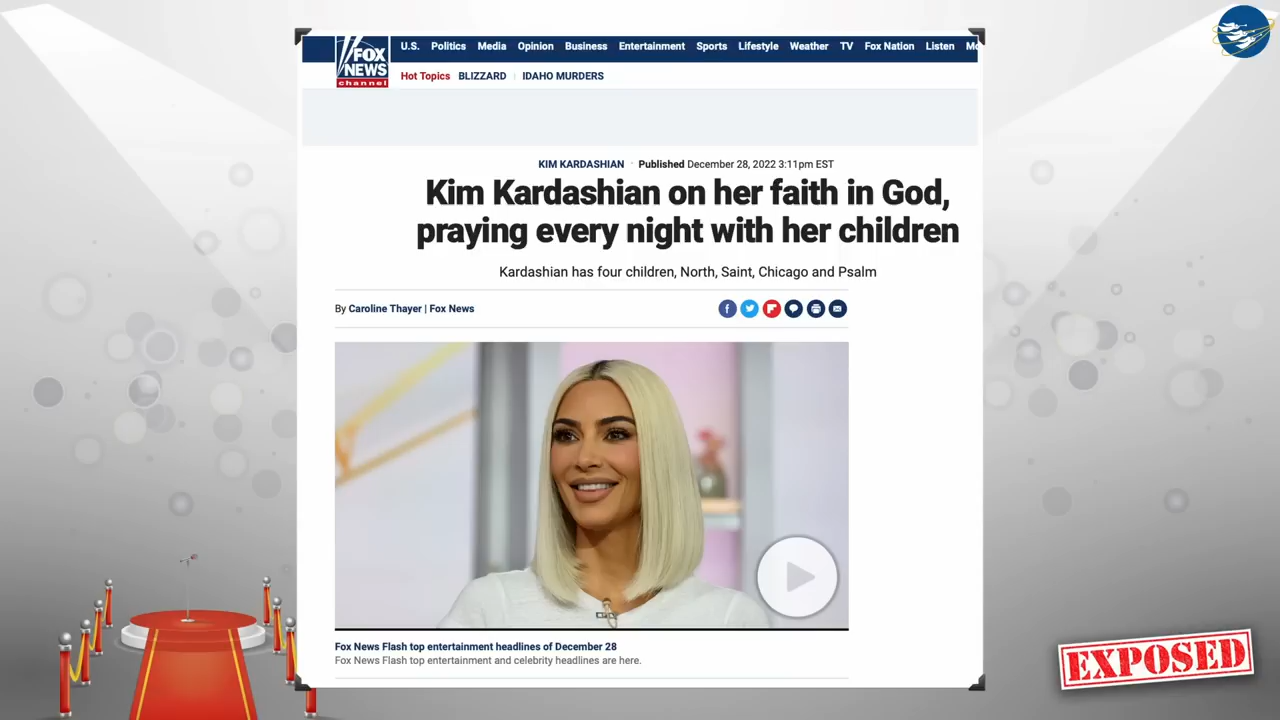 FOX
NEWS
channel
U.S. Politics Media Opinion Business Entertainment Sports Lifestyle Weather TV Fox Nation Listen
Hot Topics BLIZZARD IDAHO MURDERS
KIM KARDASHIAN · Published December 28, 2022 3:11pm EST
Kim Kardashian on her faith in God,
praying every night with her children
Kardashian has four children, North, Saint, Chicago and Psalm
By Caroline Thayer | Fox News
Fox News Flash top entertainment headlines of December 28
Fox News Flash top entertainment and celebrity headlines are here.
EXPOSED